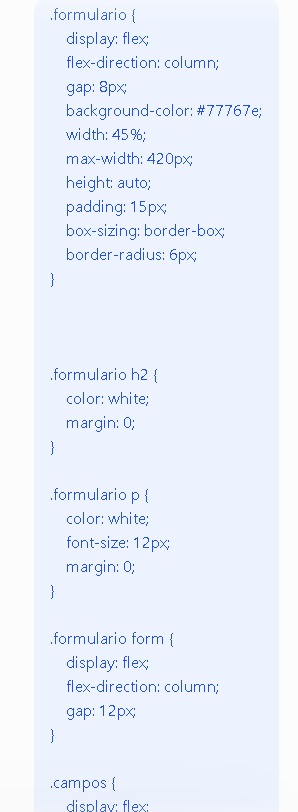 .formulario {
display: flex;
flex-direction: column;
gap: 8px;
background-color: #77767e;
width: 45%;
max-width: 420px;
height: auto;
padding: 15px;
box-sizing: border-box;
border-radius: 6px;
}
.formulario h2 {
color: white;
margin: 0;
}
.formulario p {
color: white;
font-size: 12px;
margin: 0;
}
.formulario form {
display: flex;
flex-direction: column;
gap: 12px;
}
.campos {
display: flex;